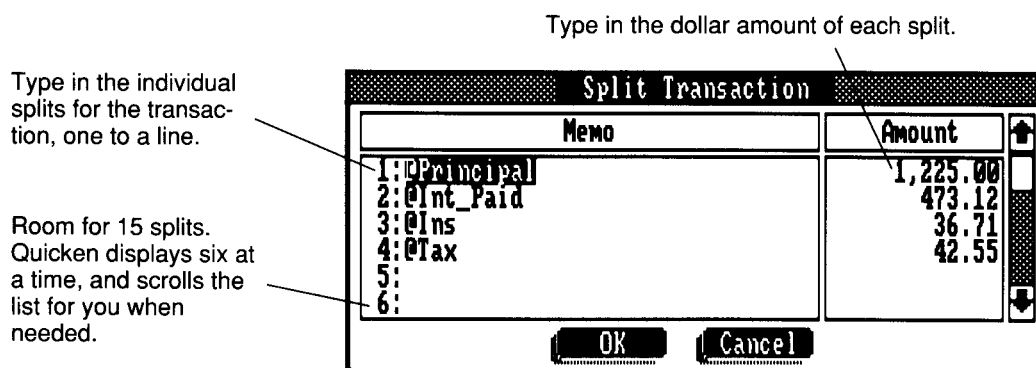 Type in the dollar amount of each split.
Type in the individual
splits for the transac-
tion, one to a line.
Room for 15 splits.
Quicken displays six at
a time, and scrolls the
list for you when
needed.
Split Transaction
Memo Amount
1:@Principal 1,225.00
2:@Int_Paid 473.12
3:@Ins 36.71
4:@Tax 42.55
5:
6:
OK Cancel